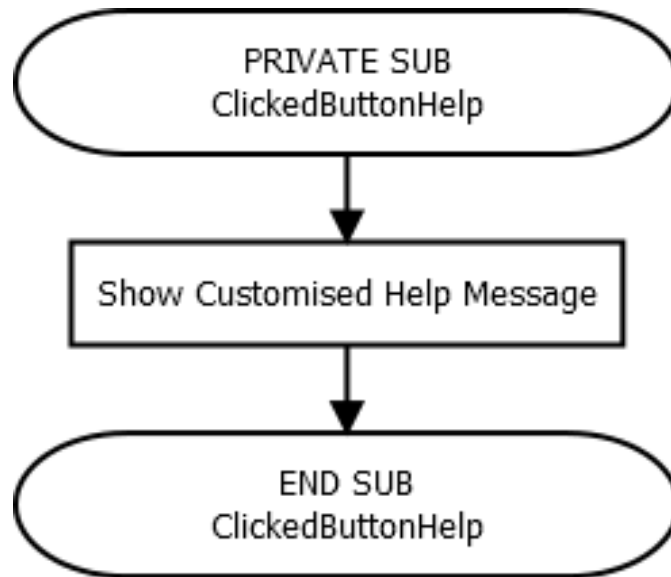 PRIVATE SUB
ClickedButtonHelp
Show Customised Help Message
END SUB
ClickedButtonHelp